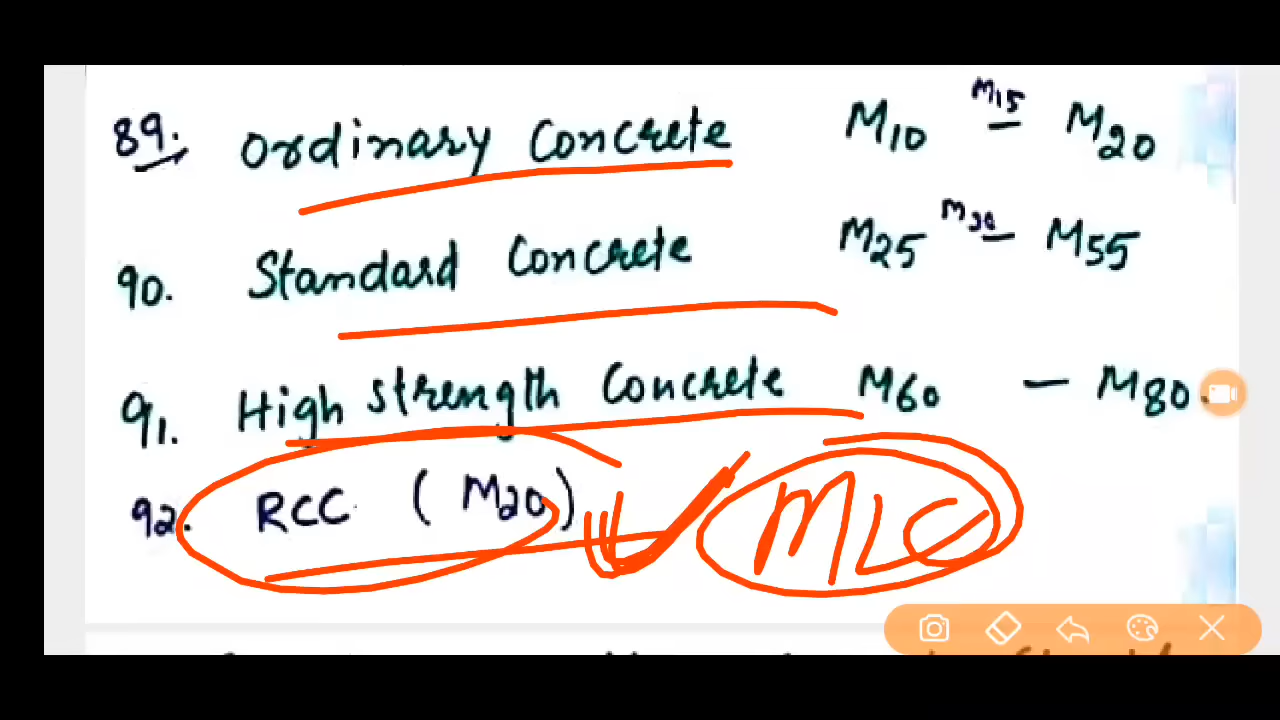 89. Ordinary Concrete M10 M15 – M20
90. Standard Concrete M25 M30 – M55
91. High strength Concrete M60 – M80.
92. RCC (M20)